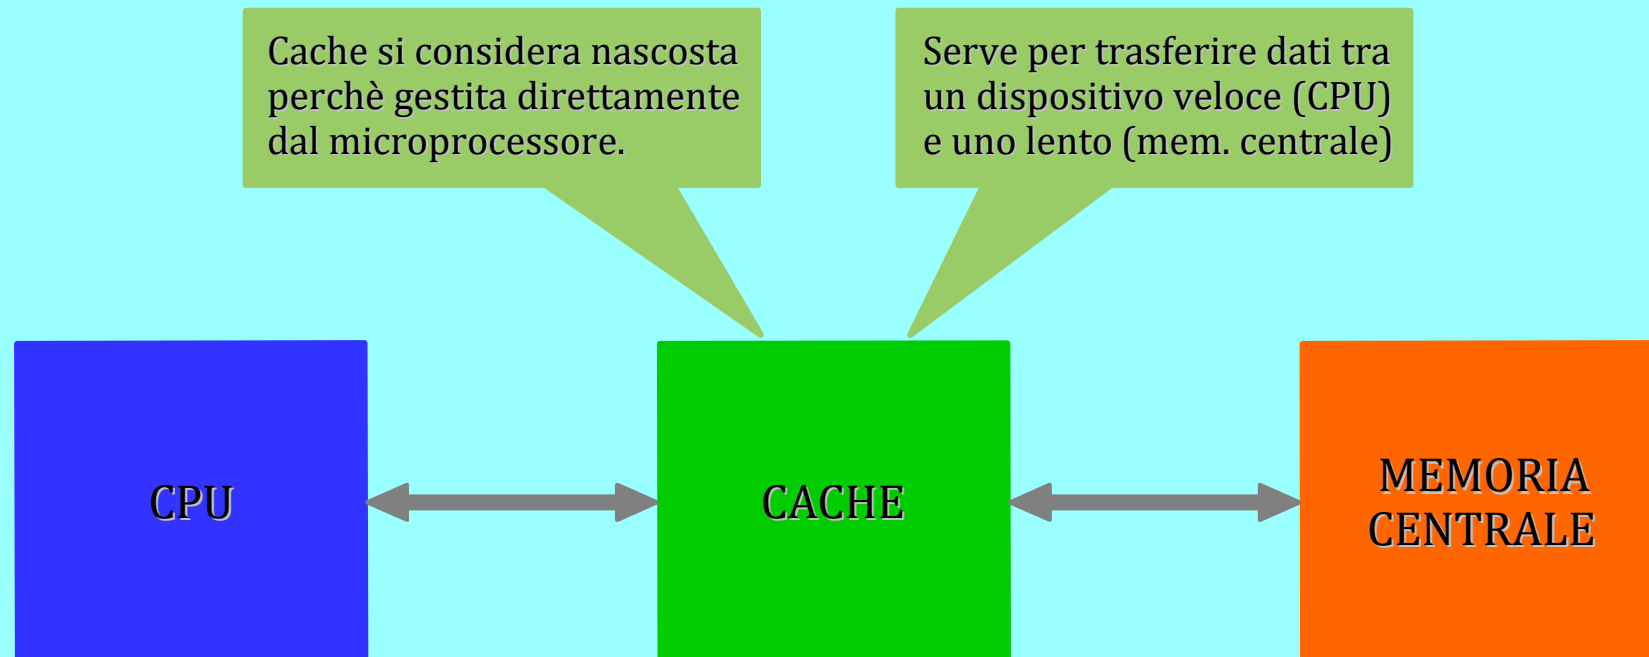 Cache si considera nascosta
perchè gestita direttamente
dal microprocessore.
Serve per trasferire dati tra
un dispositivo veloce (CPU)
e uno lento (mem. centrale)
CPU
CACHE
MEMORIA
CENTRALE